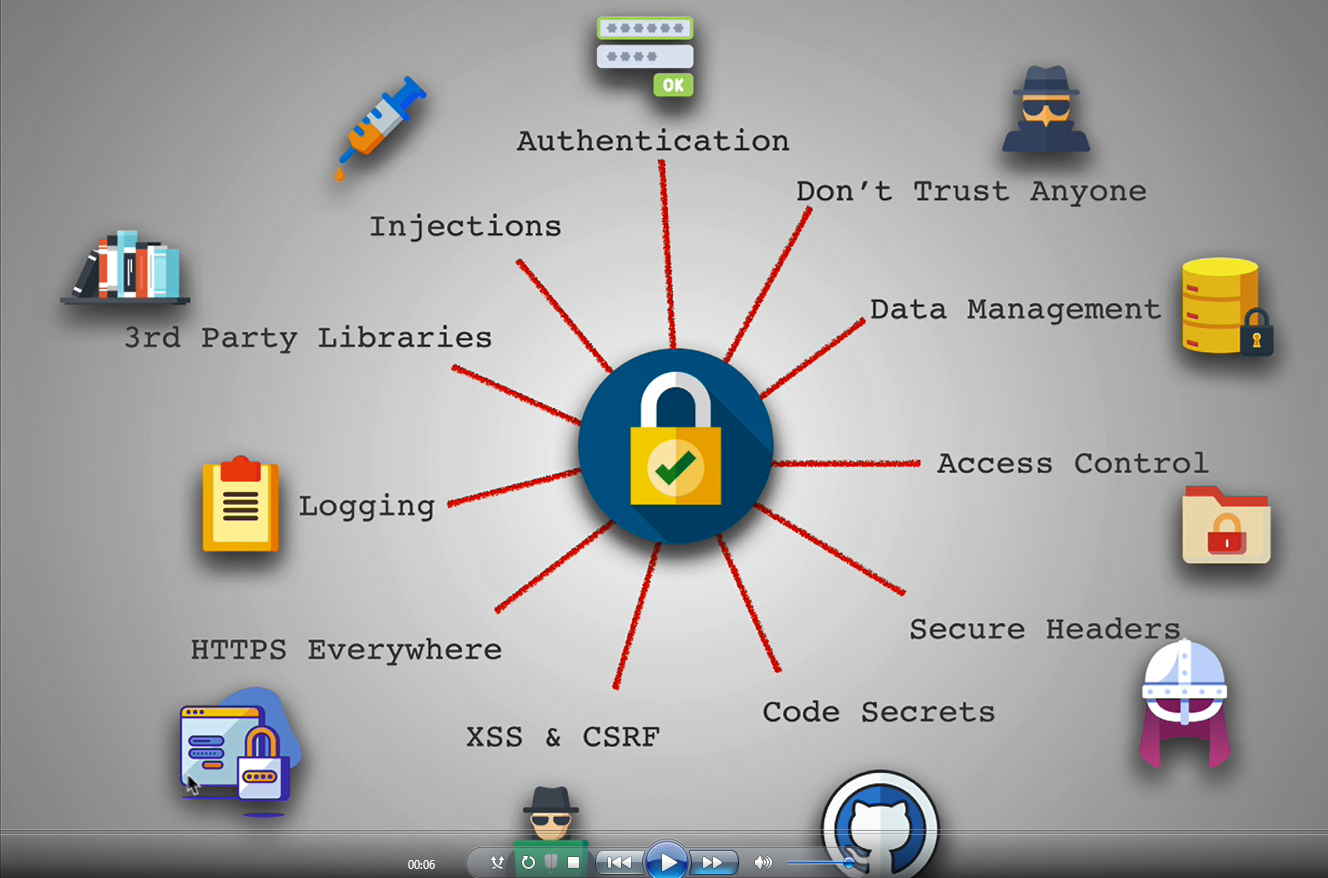 OK
Authentication
Don't Trust Anyone
Injections
Data Management
3rd Party Libraries
Access Control
Logging
Secure Headers
HTTPS Everywhere
Code Secrets
XSS & CSRF
00:06